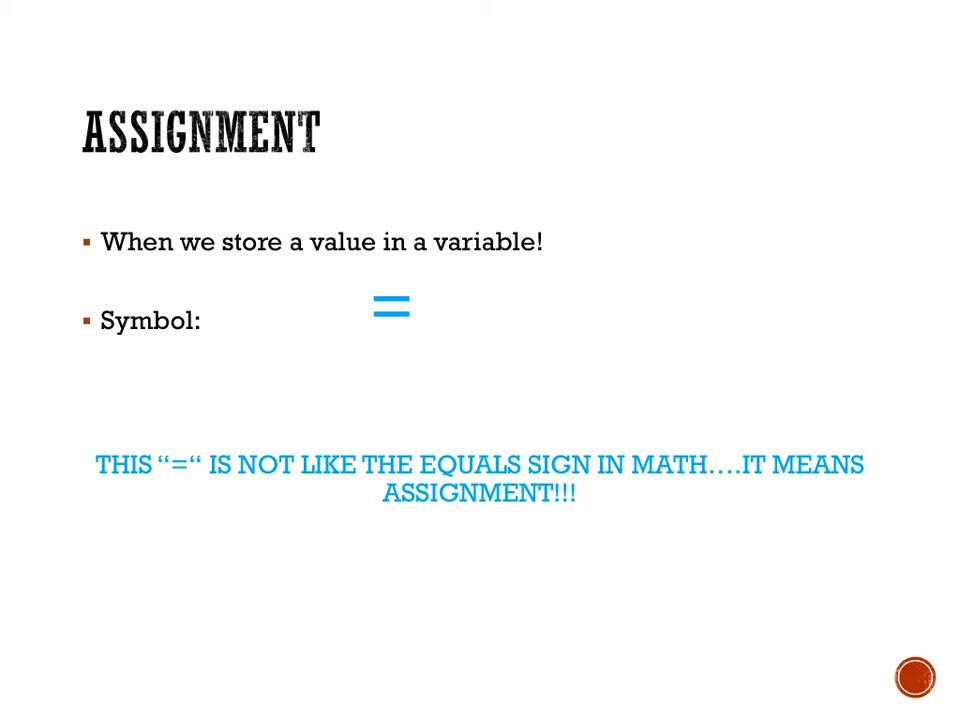 ASSIGNMENT
▪ When we store a value in a variable!
▪ Symbol: =
THIS “=“ IS NOT LIKE THE EQUALS SIGN IN MATH….IT MEANS
ASSIGNMENT!!!